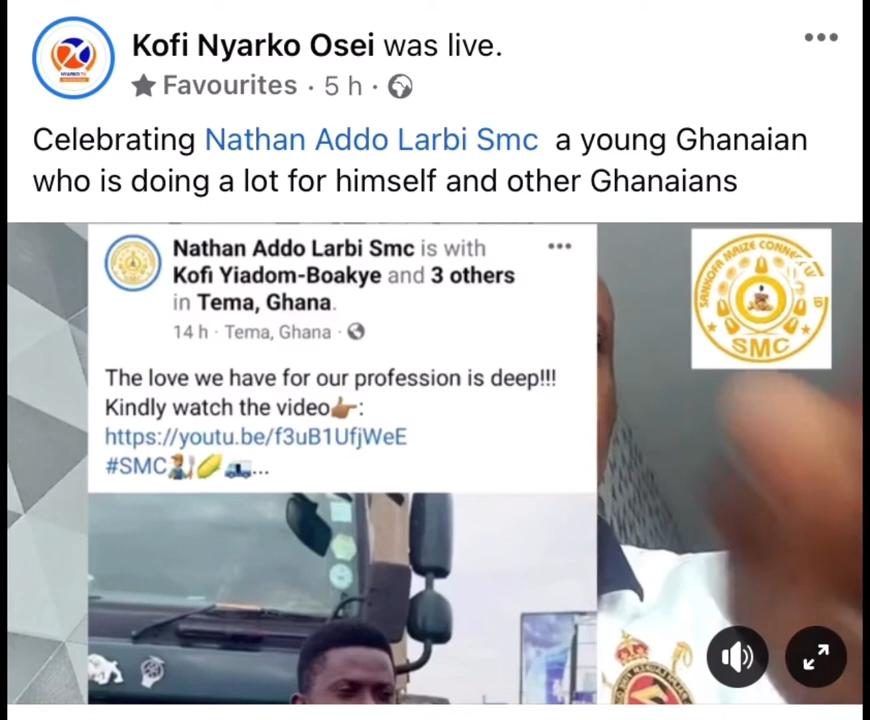 Kofi Nyarko Osei was live.
Favourites · 5 h ·
Celebrating Nathan Addo Larbi Smc a young Ghanaian
who is doing a lot for himself and other Ghanaians
Nathan Addo Larbi Smc is with
Kofi Yiadom-Boakye and 3 others
in Tema, Ghana.
14 h · Tema, Ghana ·
The love we have for our profession is deep!!!
Kindly watch the video👉🏾:
https://youtu.be/f3uB1UfjWeE
#SMC👨🏾‍🌾🍴🌽 🚐...
SANKOFA MAIZE
SMC